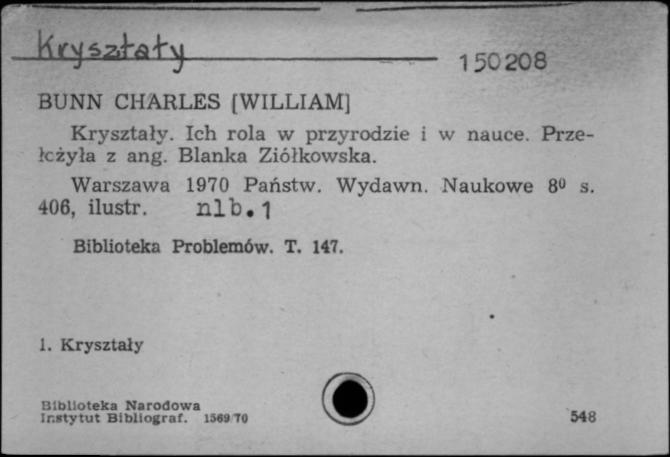 Kryształy
150208
BUNN CHARLES [WILLIAM]
Kryształy. Ich rola w przyrodzie i w nauce. Prze-
łożyła z ang. Blanka Ziółkowska.
Warszawa 1970 Państw. Wydawn. Naukowe 8⁰ s.
406, ilustr. nlb. 1
Biblioteka Problemów. T. 147.
1. Kryształy
Biblioteka Narodowa
Instytut Bibliograf. 1569/70
548